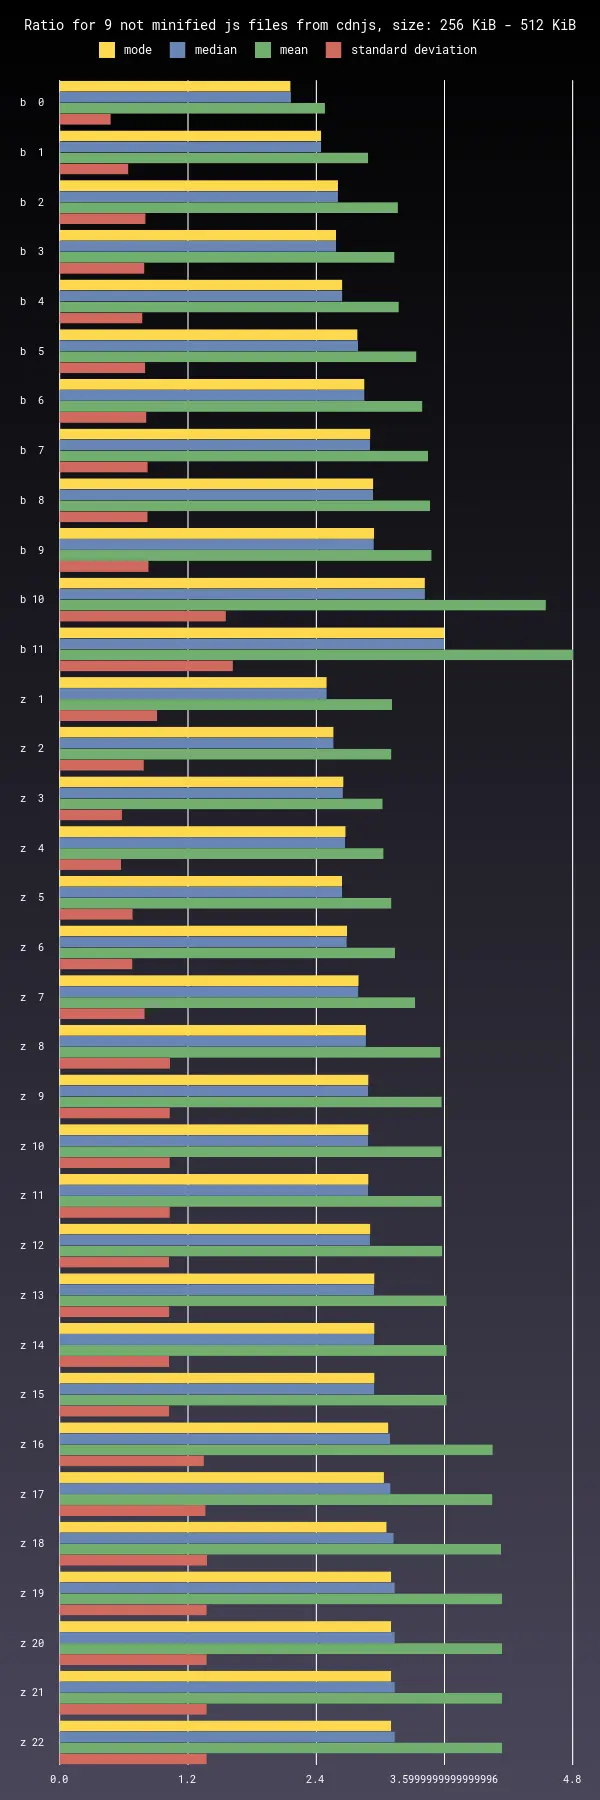 Ratio for 9 not minified js files from cdnjs, size: 256 KiB - 512 KiB
mode median mean standard deviation
b 0
b 1
b 2
b 3
b 4
b 5
b 6
b 7
b 8
b 9
b 10
b 11
z 1
z 2
z 3
z 4
z 5
z 6
z 7
z 8
z 9
z 10
z 11
z 12
z 13
z 14
z 15
z 16
z 17
z 18
z 19
z 20
z 21
z 22
0.0 1.2 2.4 3.5999999999999996 4.8